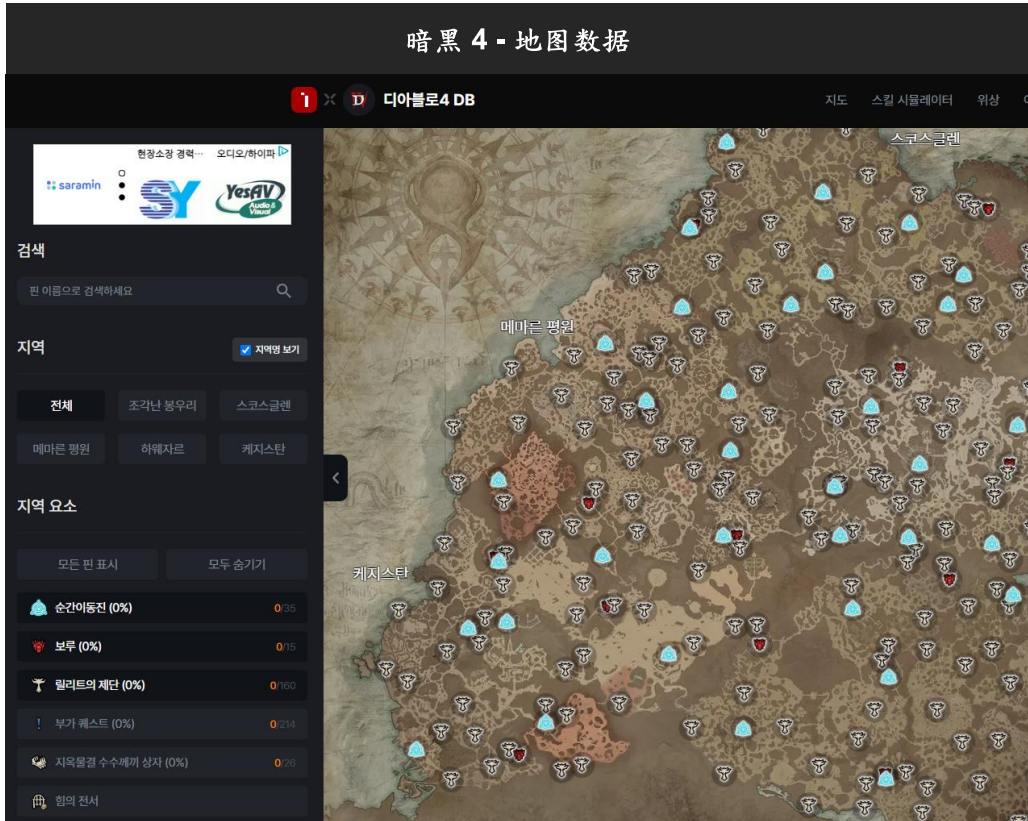 暗黑 4 - 地图数据
디아블로4 DB
지도 스킬 시뮬레이터 위상
현장소장 경력… 오디오/하이파
saramin
SY
YesAV
Audio & Visual
검색
핀 이름으로 검색하세요
지역
지역명 보기
전체 조각난 봉우리 스코스글렌
메마른 평원 하웨자르 케지스탄
지역 요소
모든 핀 표시 모두 숨기기
순간이동진 (0%) 0/35
보루 (0%) 0/15
릴리트의 제단 (0%) 0/160
부가 퀘스트 (0%) 0/214
지옥물결 수수께끼 상자 (0%) 0/26
힘의 전서
스코스글렌
메마른 평원
케지스탄